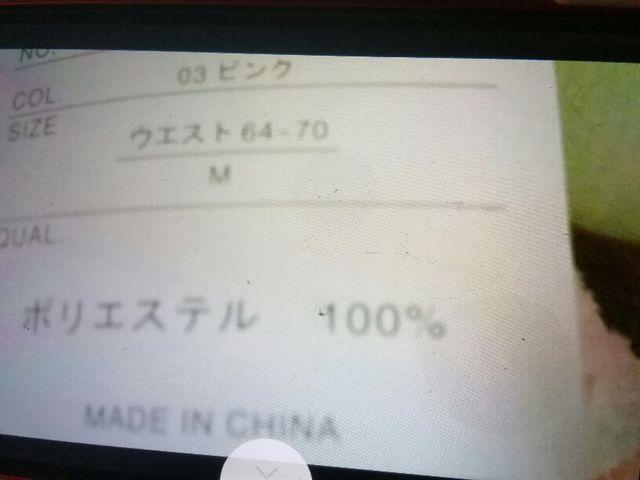 NO.
COL 03 ピンク
SIZE ウエスト 64-70
M
QUAL
ポリエステル 100%
MADE IN CHINA